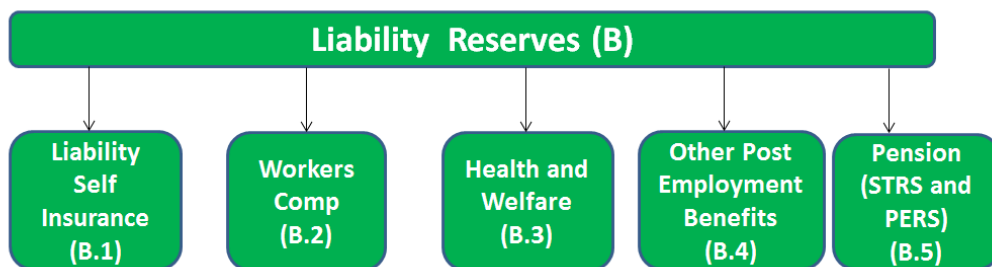 Liability Reserves (B)
Liability
Self
Insurance
(B.1)
Workers
Comp
(B.2)
Health and
Welfare
(B.3)
Other Post
Employment
Benefits
(B.4)
Pension
(STRS and
PERS)
(B.5)